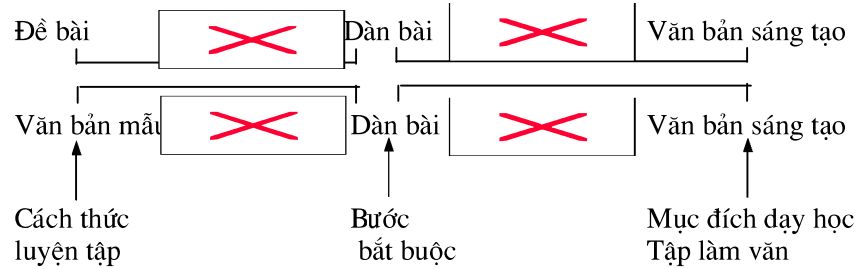 Đề bài Dàn bài Văn bản sáng tạo
Văn bản mẫu Dàn bài Văn bản sáng tạo
Cách thức Bước Mục đích dạy học
luyện tập bắt buộc Tập làm văn